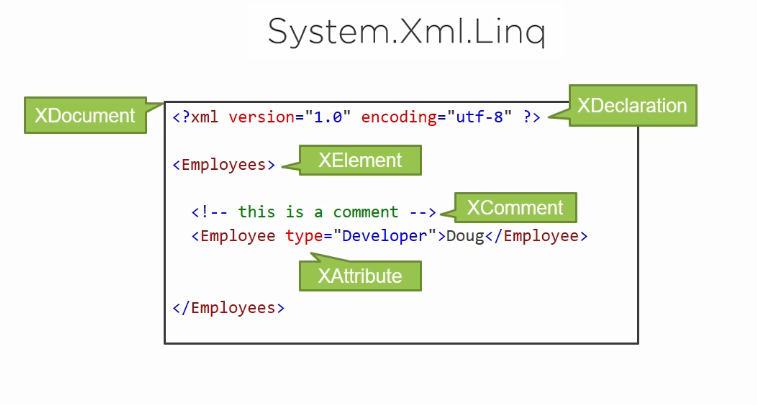 System.Xml.Linq
XDocument
<?xml version="1.0" encoding="utf-8" ?>
XDeclaration
<Employees>
XElement
<!-- this is a comment -->
XComment
<Employee type="Developer">Doug</Employee>
XAttribute
</Employees>